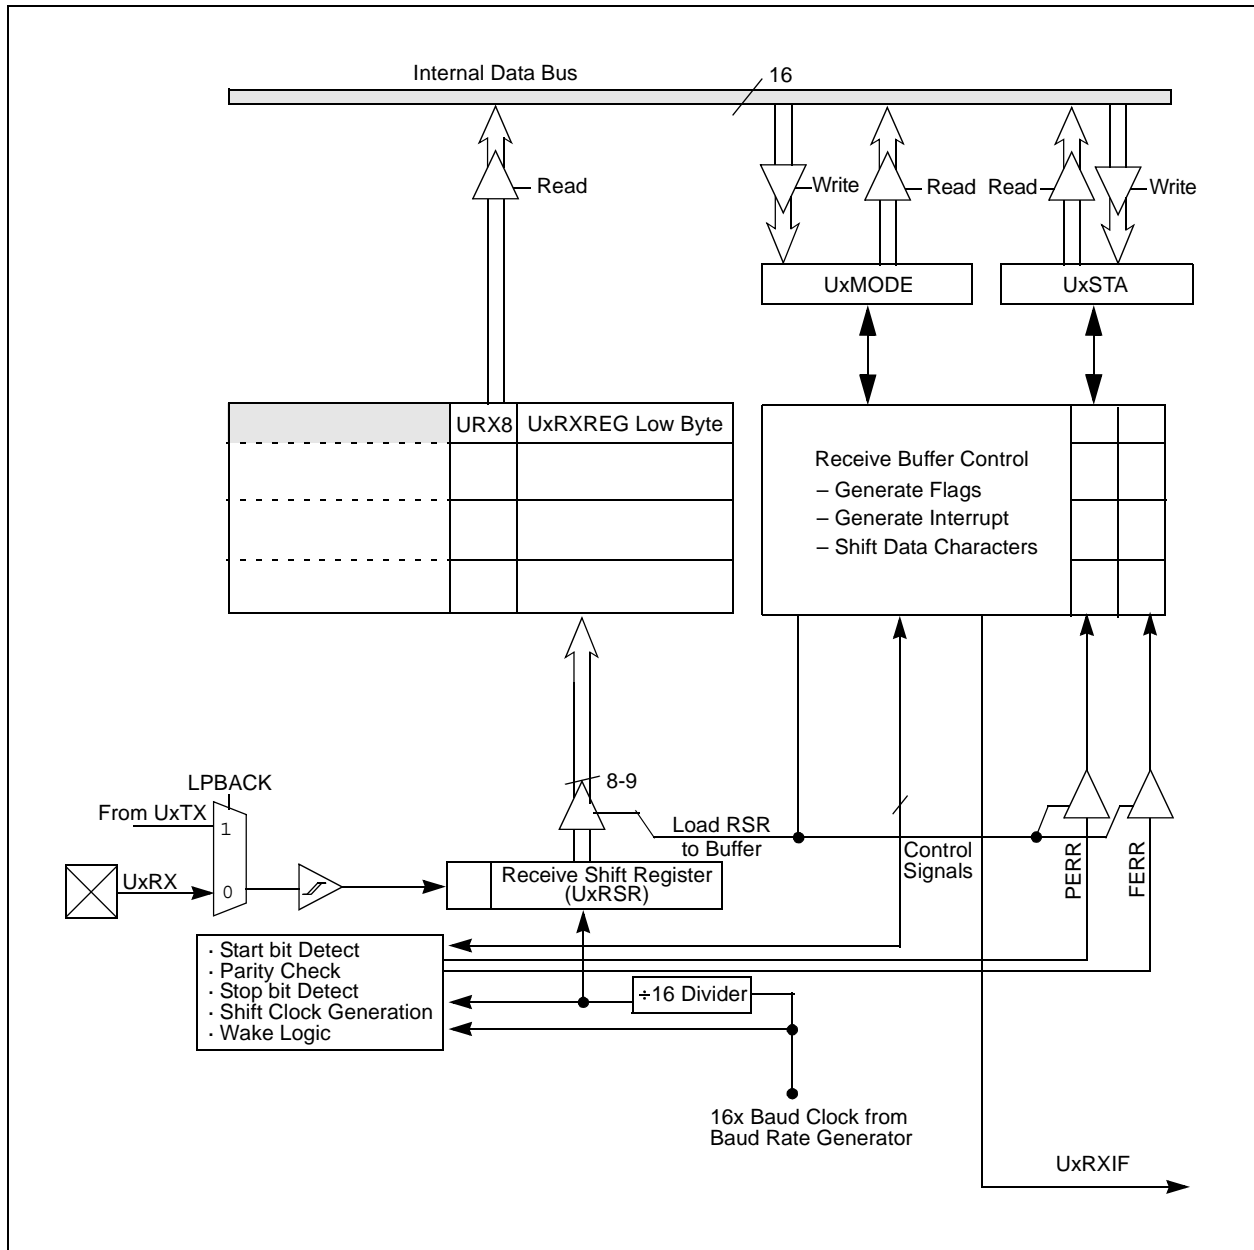 Internal Data Bus
16
Read
Write
Read
Read
Write
UxMODE
UxSTA
URX8
UxRXREG Low Byte
Receive Buffer Control
– Generate Flags
– Generate Interrupt
– Shift Data Characters
LPBACK
From UxTX
1
UxRX
0
8-9
Load RSR
to Buffer
Control
Signals
PERR
FERR
Receive Shift Register
(UxRSR)
· Start bit Detect
· Parity Check
· Stop bit Detect
· Shift Clock Generation
· Wake Logic
÷16 Divider
16x Baud Clock from
Baud Rate Generator
UxRXIF